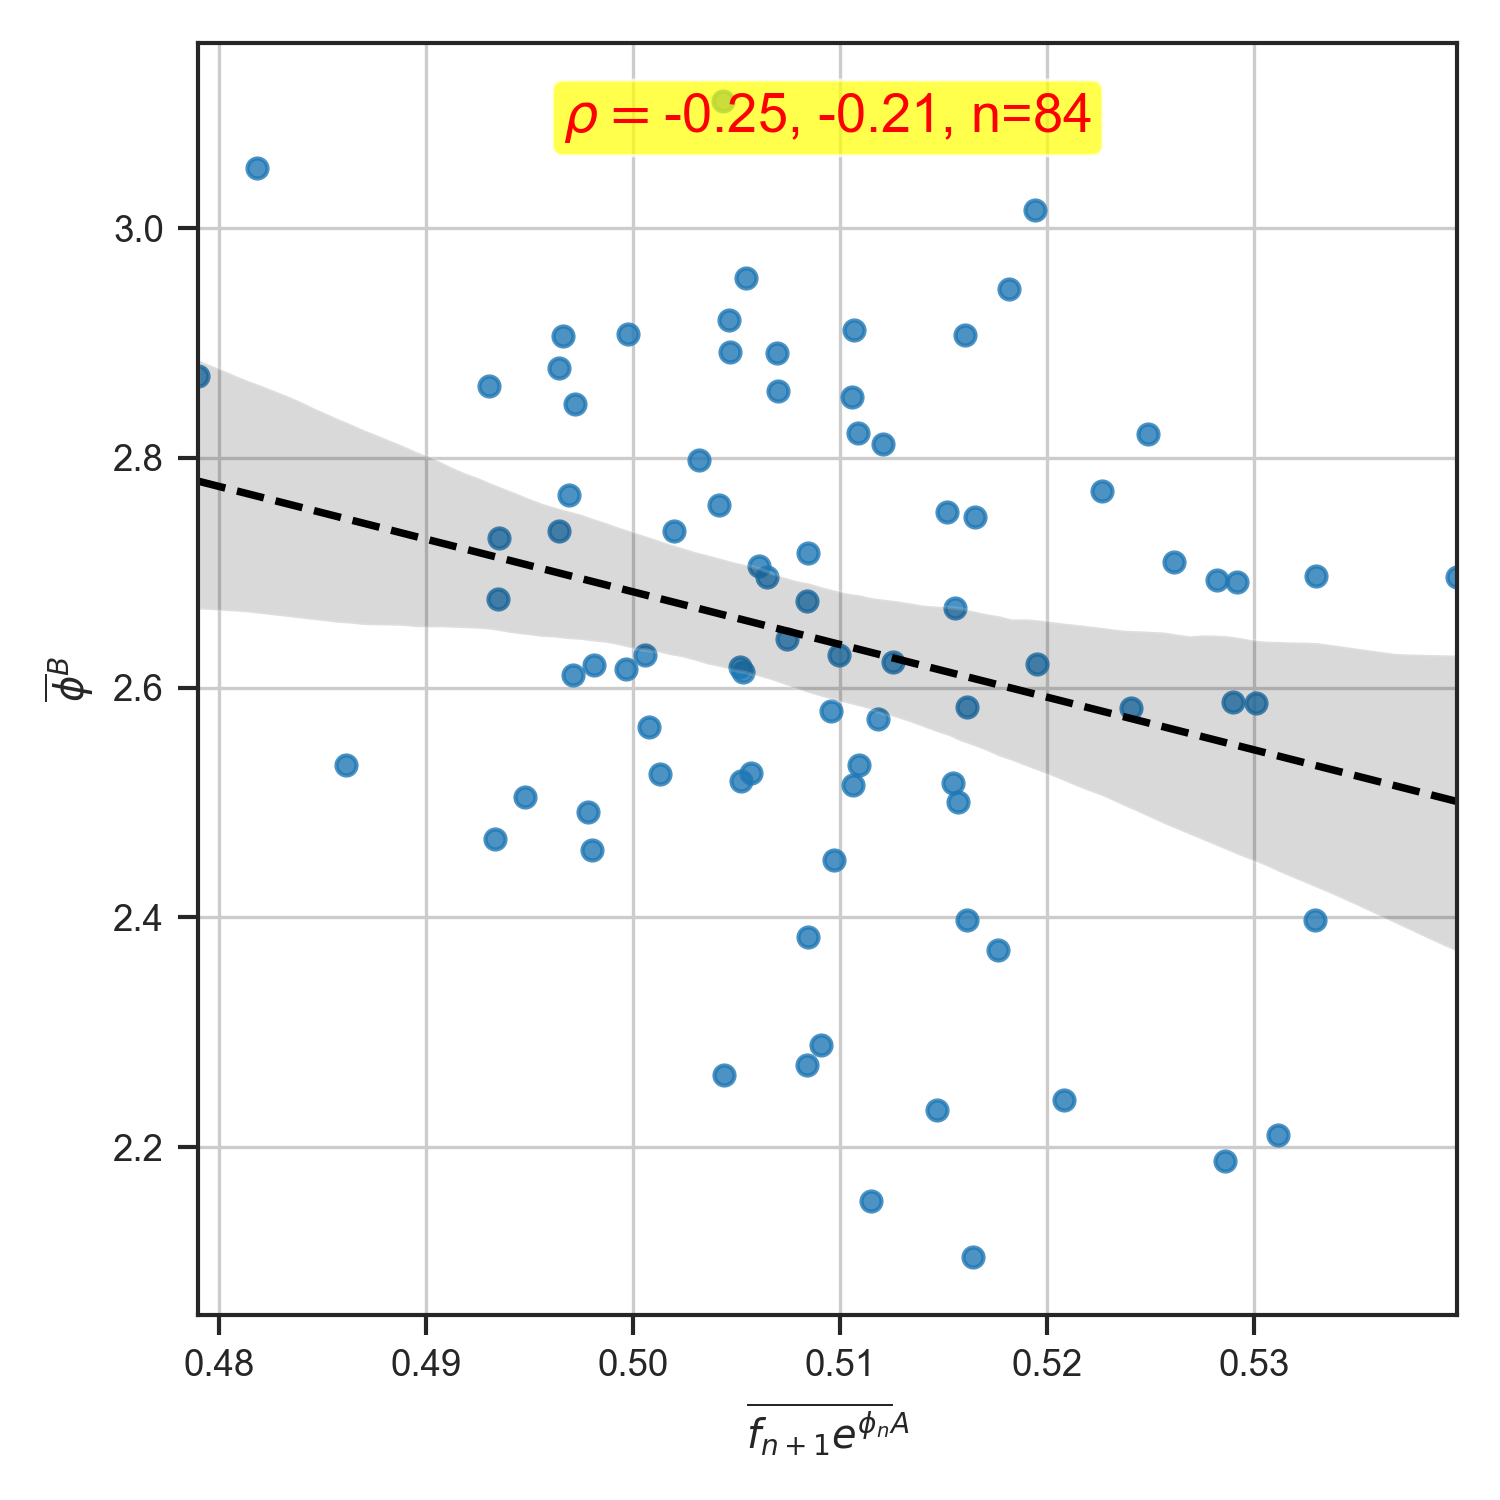 ρ = -0.25, -0.21, n=84
3.0
2.8
2.6
2.4
2.2
ϕ̅ᴮ
0.48 0.49 0.50 0.51 0.52 0.53
\overline{f_{n+1}e^{ϕ_n}}^A